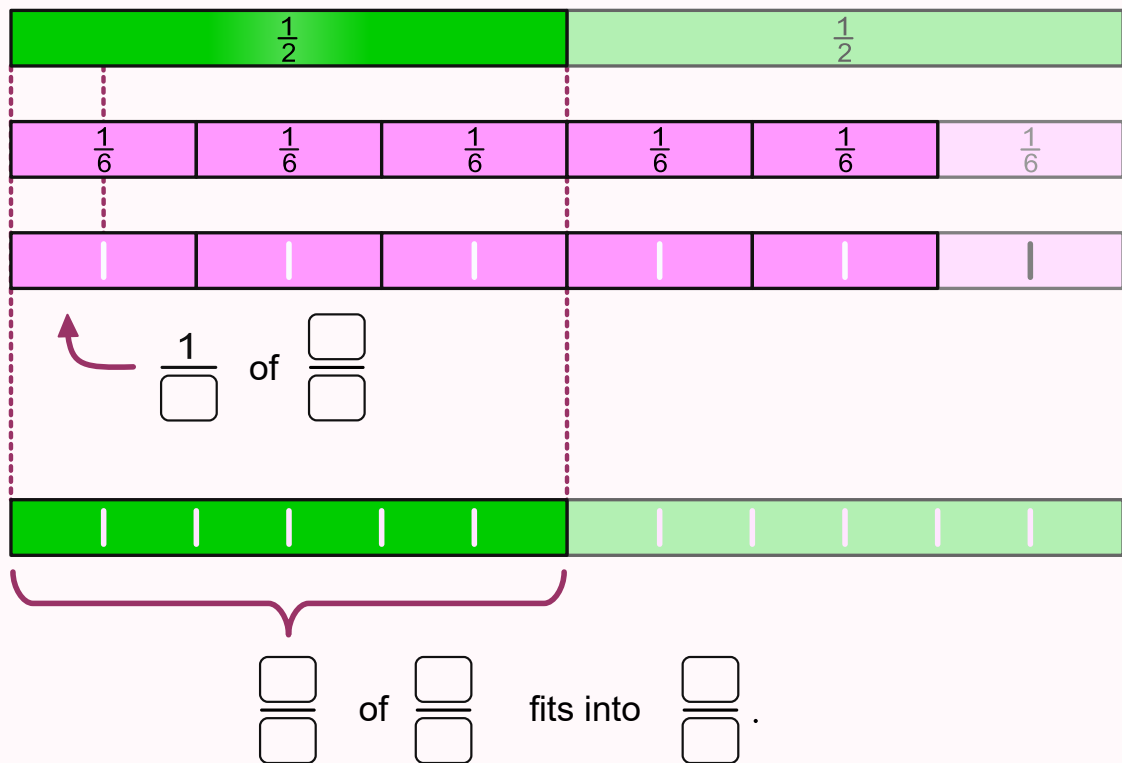 1/2 1/2
1/6 1/6 1/6 1/6 1/6 1/6
1/□ of □/□
□/□ of □/□ fits into □/□ .